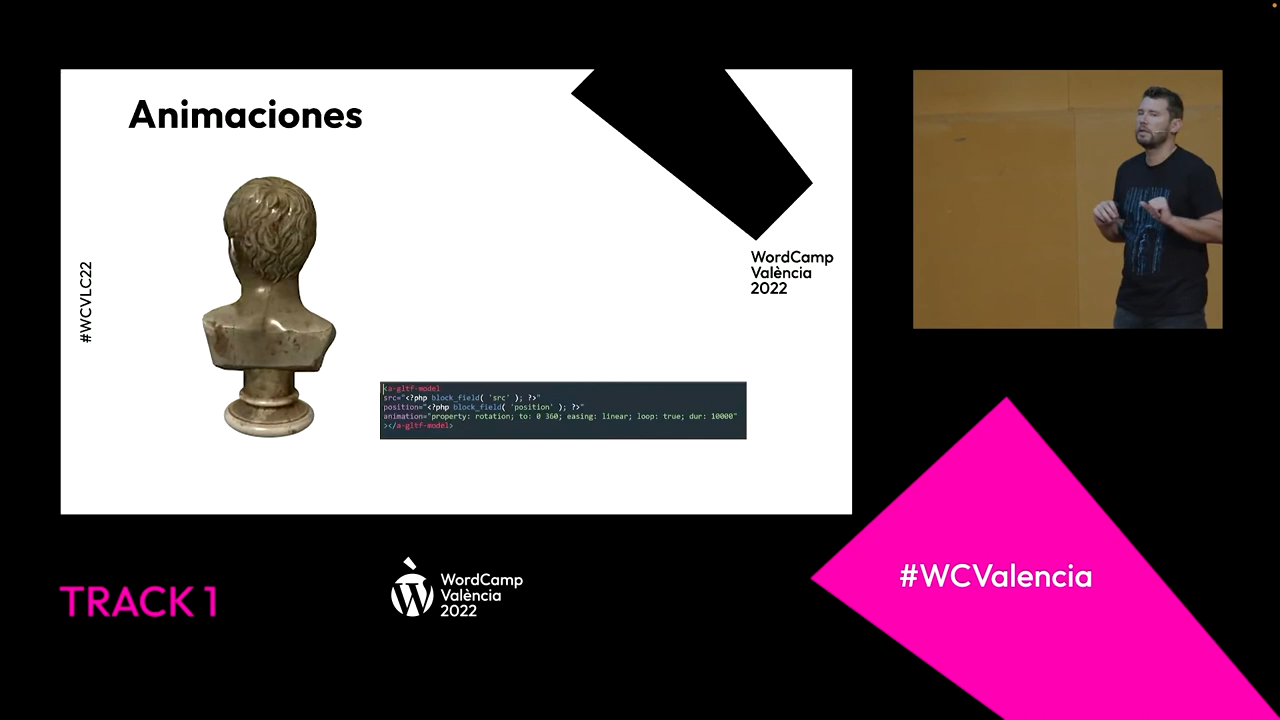 Animaciones
#WCVLC22
WordCamp
València
2022
<a-gltf-model
src="<?php block_field( 'src' ); ?>"
position="<?php block_field( 'position' ); ?>"
animation="property: rotation; to: 0 360; easing: linear; loop: true; dur: 10000"
></a-gltf-model>
TRACK 1
WordCamp
València
2022
#WCValencia